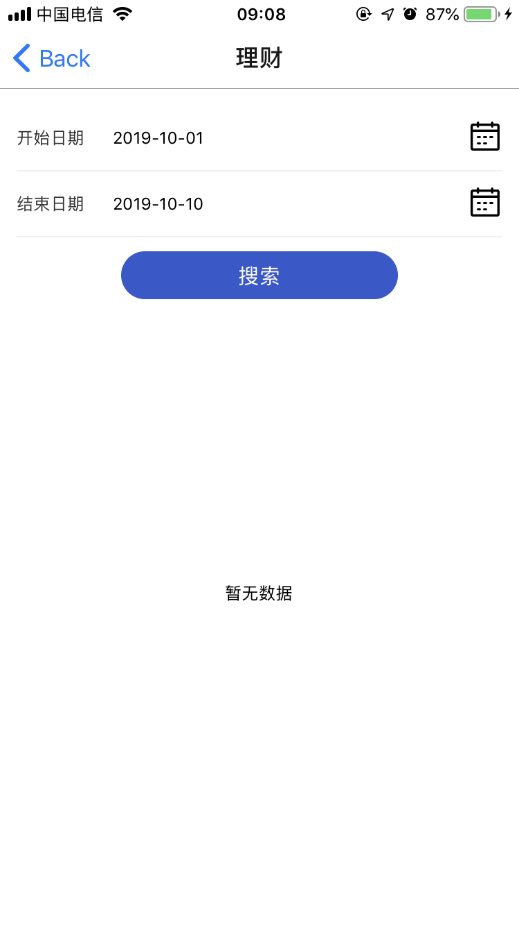 中国电信 09:08 87%
Back 理财
开始日期 2019-10-01
结束日期 2019-10-10
搜索
暂无数据